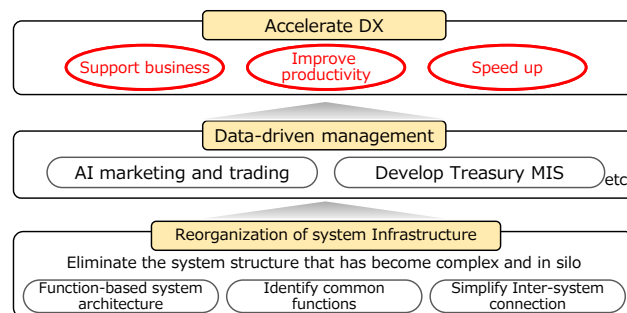 Accelerate DX
Support business
Improve
productivity
Speed up
Data-driven management
AI marketing and trading
Develop Treasury MIS
etc
Reorganization of system Infrastructure
Eliminate the system structure that has become complex and in silo
Function-based system
architecture
Identify common
functions
Simplify Inter-system
connection